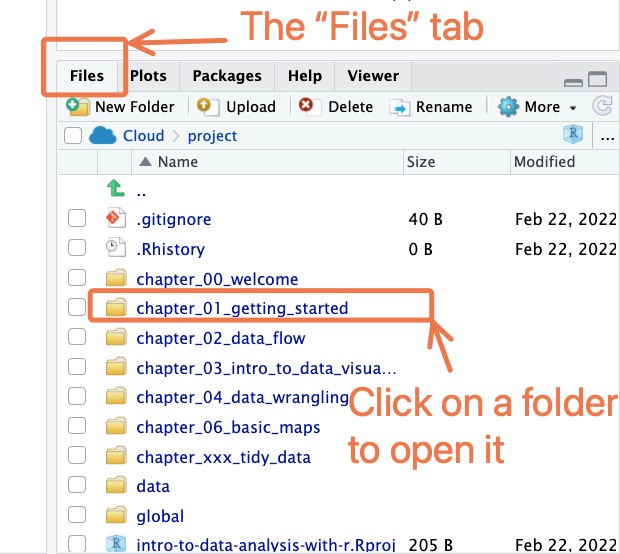 The “Files” tab
Files Plots Packages Help Viewer
New Folder Upload Delete Rename More
Cloud project R ...
Name Size Modified
..
.gitignore 40 B Feb 22, 2022
.Rhistory 0 B Feb 22, 2022
chapter_00_welcome
chapter_01_getting_started
chapter_02_data_flow
chapter_03_intro_to_data_visua...
chapter_04_data_wrangling
Click on a folder
to open it
chapter_06_basic_maps
chapter_xxx_tidy_data
data
global
R intro-to-data-analysis-with-r.Rproj 205 B Feb 22, 2022